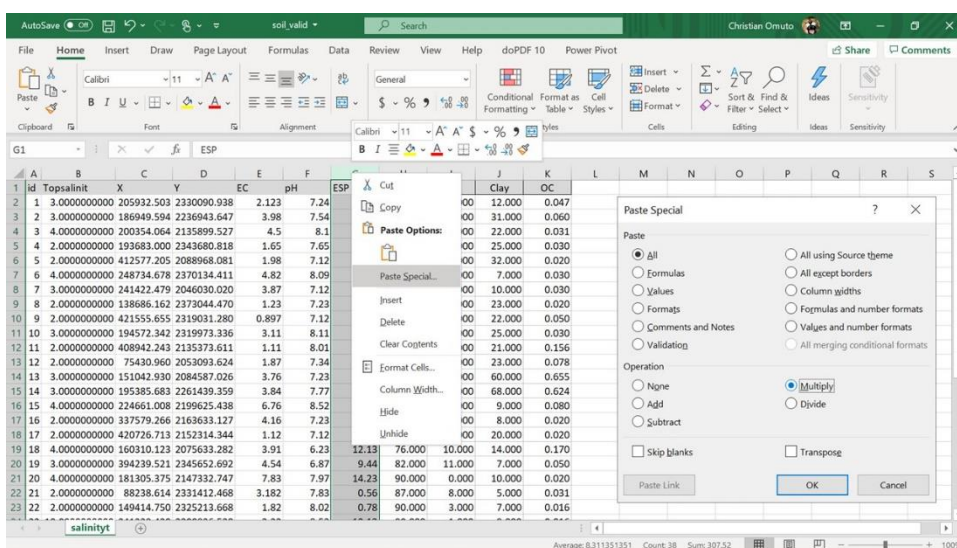 AutoSave Off soil_valid Search Christian Omuto
File Home Insert Draw Page Layout Formulas Data Review View Help doPDF 10 Power Pivot Share Comments
Paste Calibri 11 A A General Conditional Formatting Format as Table Cell Styles Insert Delete Format Sort & Filter Find & Select Ideas Sensitivity
B I U A $ % 9
Clipboard Font Alignment Styles Cells Editing Ideas Sensitivity
Calibri 11 A A $ % 9
B I A
G1 fx ESP
A B C D E F J K L M N O P Q R S
1 id Topsalinit X Y EC pH ESP Clay OC
2 1 3.0000000000 205932.503 2330090.938 2.123 7.24 00 12.000 0.047
3 2 3.0000000000 186949.594 2236943.647 3.98 7.54 00 31.000 0.060
4 3 4.0000000000 200354.064 2135899.527 4.5 8.1 00 22.000 0.031
5 4 2.0000000000 193683.000 2343680.818 1.65 7.65 00 25.000 0.030
6 5 2.0000000000 412577.205 2088968.081 1.98 7.12 00 32.000 0.020
7 6 4.0000000000 248734.678 2370134.411 4.82 8.09 00 7.000 0.030
8 7 3.0000000000 241422.479 2046030.020 3.87 7.12 00 10.000 0.030
9 8 2.0000000000 138686.162 2373044.470 1.23 7.23 00 23.000 0.020
10 9 2.0000000000 421555.655 2319031.280 0.897 7.12 00 22.000 0.050
11 10 3.0000000000 194572.342 2319973.336 3.11 8.11 00 25.000 0.030
12 11 2.0000000000 408942.243 2135373.611 1.11 8.01 00 21.000 0.156
13 12 2.0000000000 75430.960 2053093.624 1.87 7.34 00 23.000 0.078
14 13 3.0000000000 151042.930 2084587.026 3.76 7.23 00 60.000 0.655
15 14 3.0000000000 195385.683 2261439.359 3.84 7.77 00 68.000 0.624
16 15 4.0000000000 224661.008 2199625.438 6.76 8.52 00 9.000 0.080
17 16 2.0000000000 337579.266 2163633.127 4.16 7.23 00 8.000 0.020
18 17 2.0000000000 420726.713 2152314.344 1.12 7.12 00 20.000 0.020
19 18 4.0000000000 160310.123 2075633.282 3.91 6.23 12.13 76.000 10.000 14.000 0.170
20 19 3.0000000000 394239.521 2345652.692 4.54 6.87 9.44 82.000 11.000 7.000 0.050
21 20 4.0000000000 181305.375 2147332.747 7.83 7.97 14.23 90.000 0.000 10.000 0.020
22 21 2.0000000000 88238.614 2331412.468 3.182 7.83 0.56 87.000 8.000 5.000 0.031
23 22 2.0000000000 149414.750 2325213.668 1.82 8.02 0.78 90.000 3.000 7.000 0.016
Cut
Copy
Paste Options:
Paste Special...
Insert
Delete
Clear Contents
Format Cells...
Column Width...
Hide
Unhide
Paste Special ? ×
Paste
All All using Source theme
Formulas All except borders
Values Column widths
Formats Formulas and number formats
Comments and Notes Values and number formats
Validation All merging conditional formats
Operation
None Multiply
Add Divide
Subtract
Skip blanks Transpose
Paste Link OK Cancel
salinityt
Average: 8.311351351 Count: 38 Sum: 307.52 100%